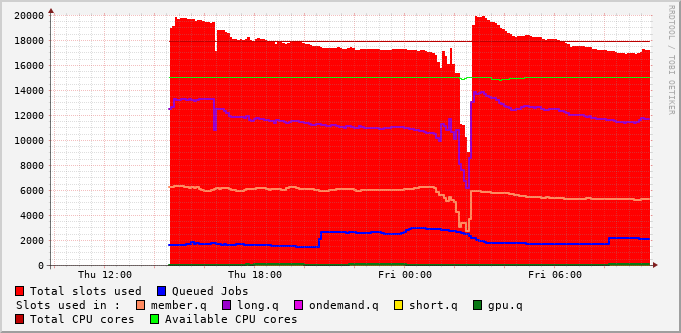 20000
18000
16000
14000
12000
10000
8000
6000
4000
2000
0
Thu 12:00 Thu 18:00 Fri 00:00 Fri 06:00
RRDTOOL / TOBI OETIKER
Total slots used Queued Jobs
Slots used in : member.q long.q ondemand.q short.q gpu.q
Total CPU cores Available CPU cores